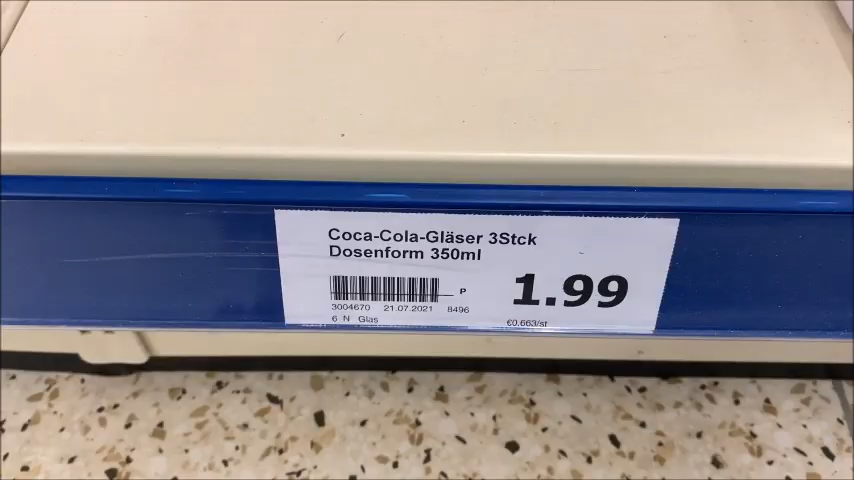 Coca-Cola-Gläser 3Stck
Dosenform 350ml
P
1.99
3004670 21.07.2021 8496
6 N Glas
€0.663/st